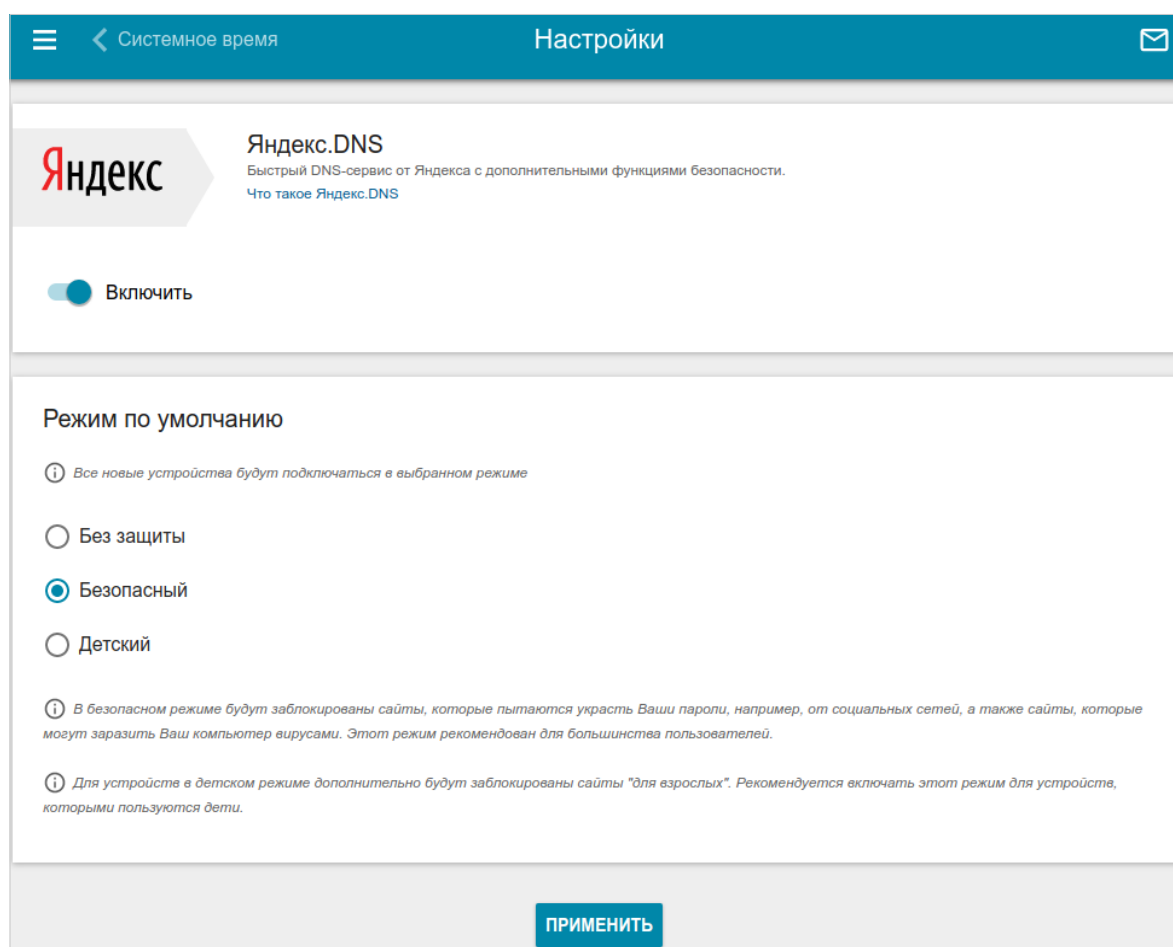 Системное время
Настройки
Яндекс
Яндекс.DNS
Быстрый DNS-сервис от Яндекса с дополнительными функциями безопасности.
Что такое Яндекс.DNS
Включить
Режим по умолчанию
Все новые устройства будут подключаться в выбранном режиме
Без защиты
Безопасный
Детский
В безопасном режиме будут заблокированы сайты, которые пытаются украсть Ваши пароли, например, от социальных сетей, а также сайты, которые
могут заразить Ваш компьютер вирусами. Этот режим рекомендован для большинства пользователей.
Для устройств в детском режиме дополнительно будут заблокированы сайты "для взрослых". Рекомендуется включать этот режим для устройств,
которыми пользуются дети.
ПРИМЕНИТЬ